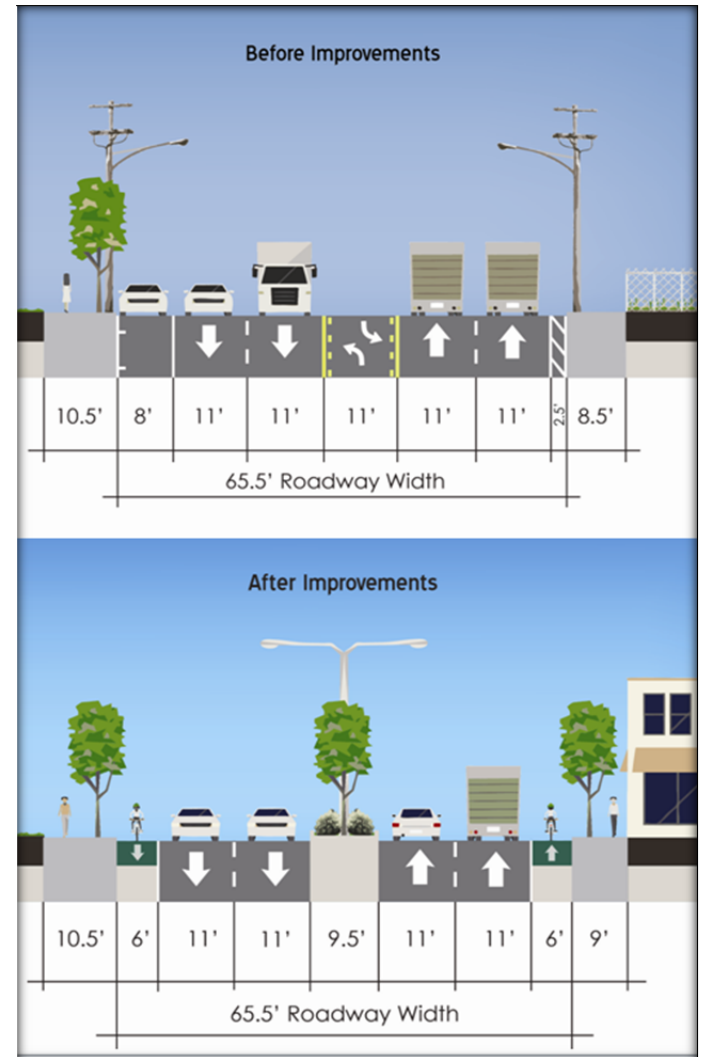 Before Improvements
10.5’ 8’ 11’ 11’ 11’ 11’ 11’ 2.5’ 8.5’
65.5’ Roadway Width
After Improvements
10.5’ 6’ 11’ 11’ 9.5’ 11’ 11’ 6’ 9’
65.5’ Roadway Width